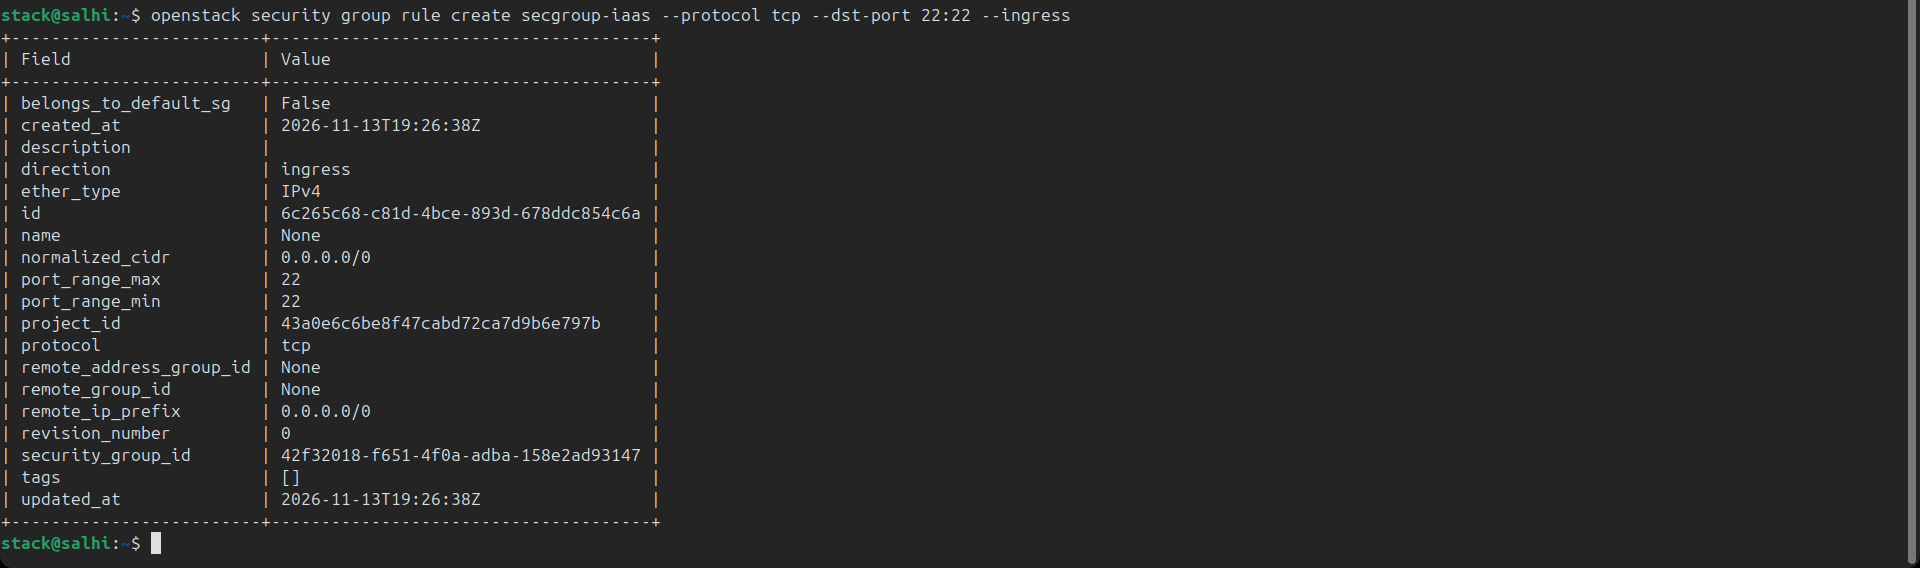 stack@salhi:~$ openstack security group rule create secgroup-iaas --protocol tcp --dst-port 22:22 --ingress
+-------------------------+--------------------------------------+
| Field                   | Value                                |
+-------------------------+--------------------------------------+
| belongs_to_default_sg   | False                                |
| created_at              | 2026-11-13T19:26:38Z                 |
| description             |                                      |
| direction               | ingress                              |
| ether_type              | IPv4                                 |
| id                      | 6c265c68-c81d-4bce-893d-678ddc854c6a |
| name                    | None                                 |
| normalized_cidr         | 0.0.0.0/0                            |
| port_range_max          | 22                                   |
| port_range_min          | 22                                   |
| project_id              | 43a0e6c6be8f47cabd72ca7d9b6e797b     |
| protocol                | tcp                                  |
| remote_address_group_id | None                                 |
| remote_group_id         | None                                 |
| remote_ip_prefix        | 0.0.0.0/0                            |
| revision_number         | 0                                    |
| security_group_id       | 42f32018-f651-4f0a-adba-158e2ad93147 |
| tags                    | []                                   |
| updated_at              | 2026-11-13T19:26:38Z                 |
+-------------------------+--------------------------------------+
stack@salhi:~$